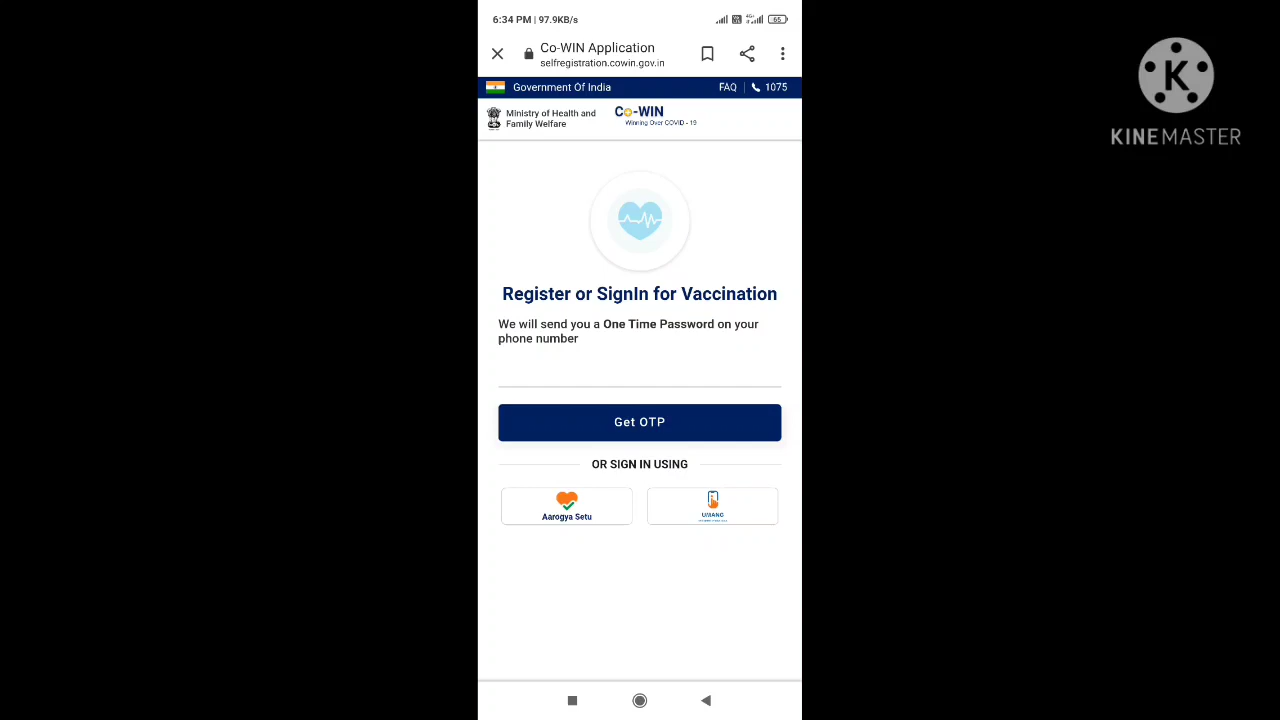 6:34 PM | 97.9KB/s
4G+
65
Co-WIN Application
selfregistration.cowin.gov.in
Government Of India
FAQ
1075
Ministry of Health and
Family Welfare
Co-WIN
Winning Over COVID - 19
Register or SignIn for Vaccination
We will send you a One Time Password on your
phone number
Get OTP
OR SIGN IN USING
Aarogya Setu
UMANG
K
KINEMASTER